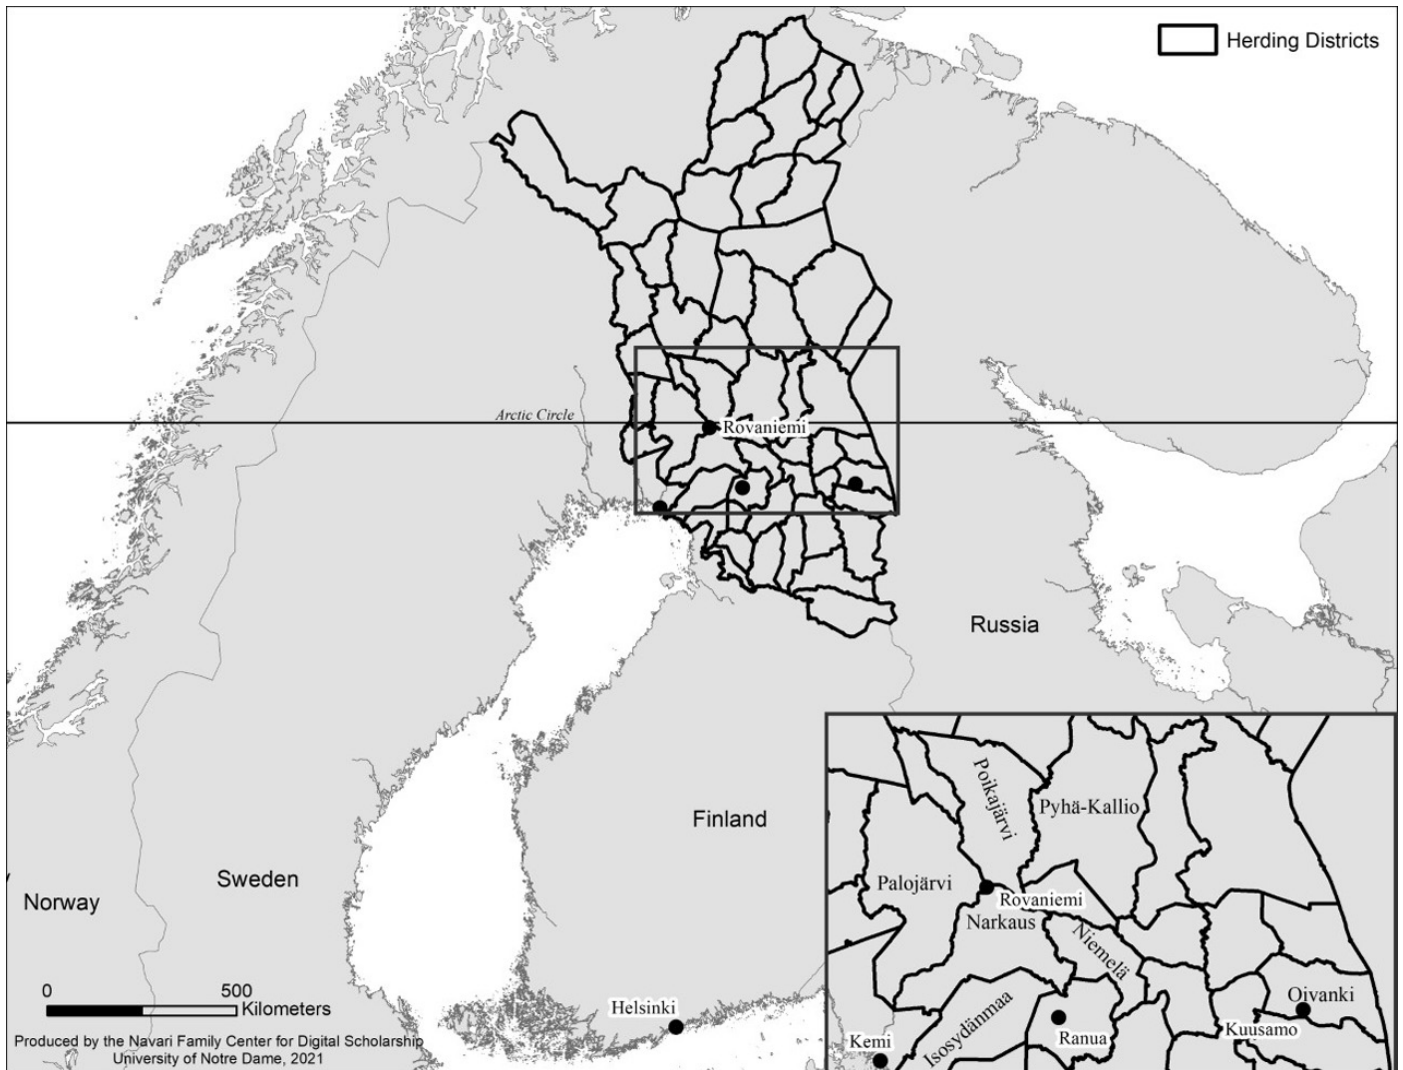 Herding Districts
Arctic Circle
Rovaniemi
Russia
Finland
Sweden
Norway
Helsinki
0 500
Kilometers
Produced by the Navari Family Center for Digital Scholarship
University of Notre Dame, 2021
Poikajärvi
Pyhä-Kallio
Palojärvi
Rovaniemi
Narkaus
Niemelä
Oivanki
Isosydänmaa
Kuusamo
Ranua
Kemi